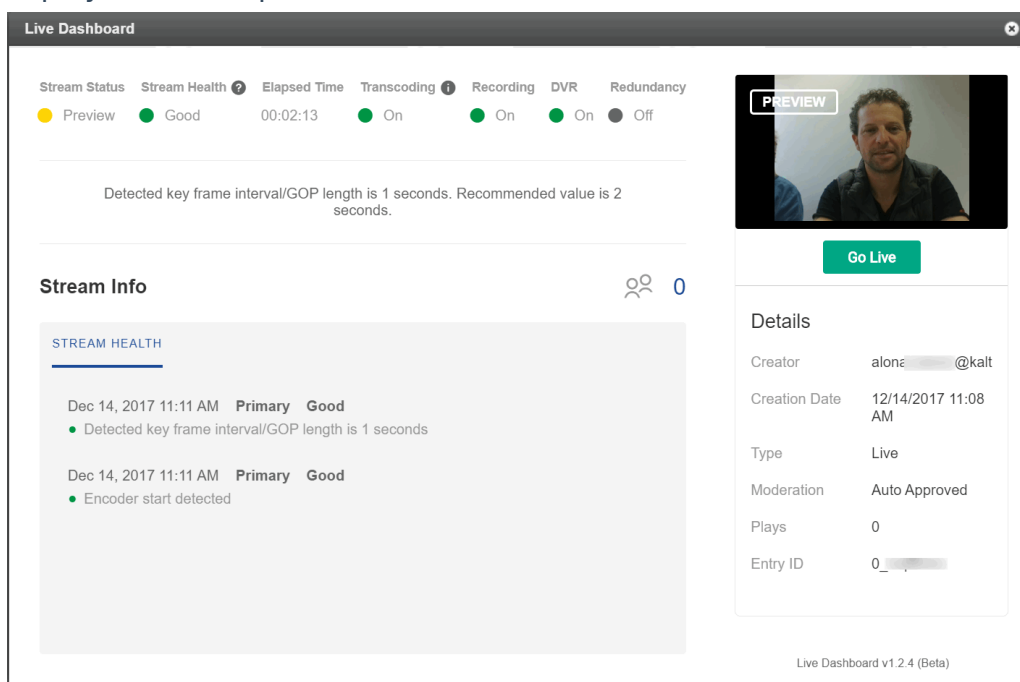 Live Dashboard
Stream Status Stream Health Elapsed Time Transcoding Recording DVR Redundancy
Preview Good 00:02:13 On On On Off
Detected key frame interval/GOP length is 1 seconds. Recommended value is 2
seconds.
Stream Info 0
STREAM HEALTH
Dec 14, 2017 11:11 AM Primary Good
Detected key frame interval/GOP length is 1 seconds
Dec 14, 2017 11:11 AM Primary Good
Encoder start detected
PREVIEW
Go Live
Details
Creator alona @kalt
Creation Date 12/14/2017 11:08
AM
Type Live
Moderation Auto Approved
Plays 0
Entry ID 0_
Live Dashboard v1.2.4 (Beta)